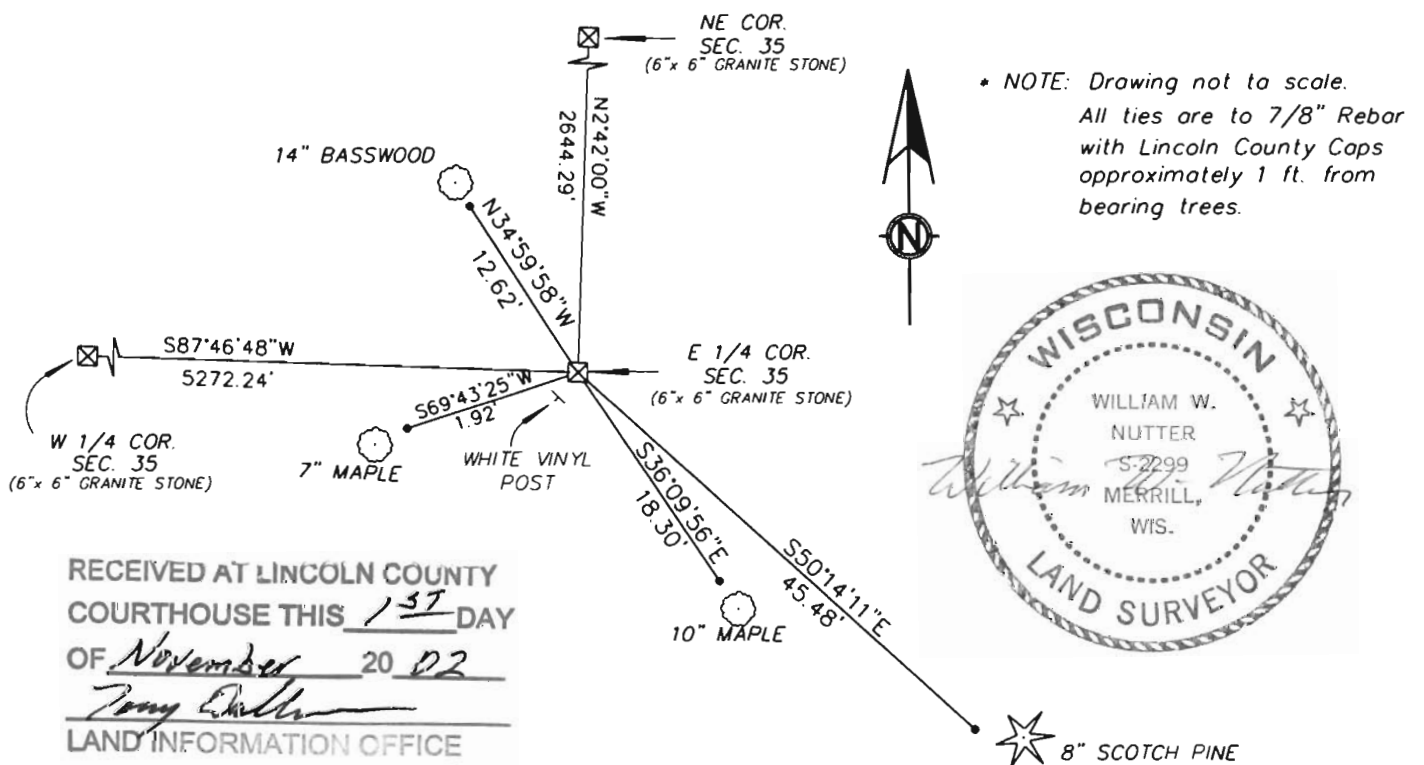 NE COR.
SEC. 35
(6"x 6" GRANITE STONE)
* NOTE: Drawing not to scale.
All ties are to 7/8" Rebar
with Lincoln County Caps
approximately 1 ft. from
bearing trees.
N2°42'00"W
2644.29'
14" BASSWOOD
N34°59'58"W
12.62'
N
S87°46'48"W
5272.24'
E 1/4 COR.
SEC. 35
(6"x 6" GRANITE STONE)
W 1/4 COR.
SEC. 35
(6"x 6" GRANITE STONE)
S69°43'25"W
1.92'
7" MAPLE
WHITE VINYL
POST
S36°09'56"E
18.30'
10" MAPLE
S50°14'11"E
45.48'
8" SCOTCH PINE
WISCONSIN
WILLIAM W.
NUTTER
S-2299
MERRILL,
WIS.
LAND SURVEYOR
William W. Nutter
RECEIVED AT LINCOLN COUNTY
COURTHOUSE THIS 1ST DAY
OF November 20 02
Tony
LAND INFORMATION OFFICE